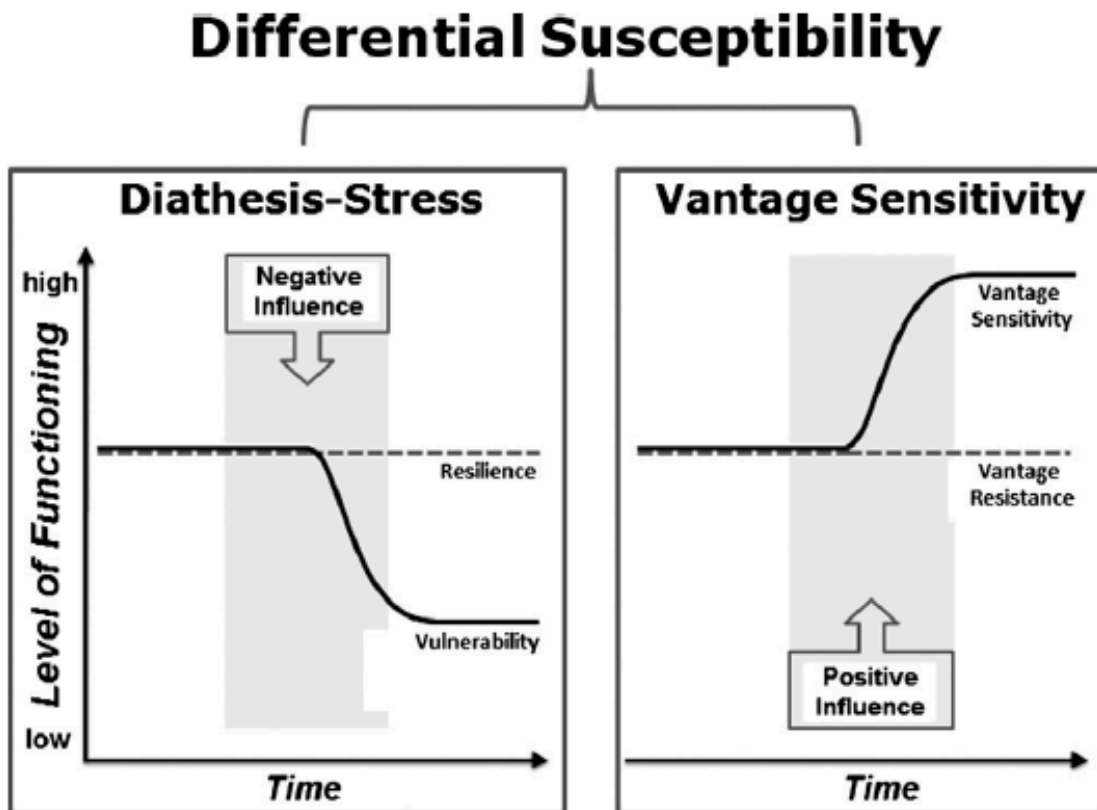 Differential Susceptibility
Diathesis-Stress
high
Level of Functioning
low
Negative
Influence
Resilience
Vulnerability
Time
Vantage Sensitivity
Vantage
Sensitivity
Vantage
Resistance
Positive
Influence
Time